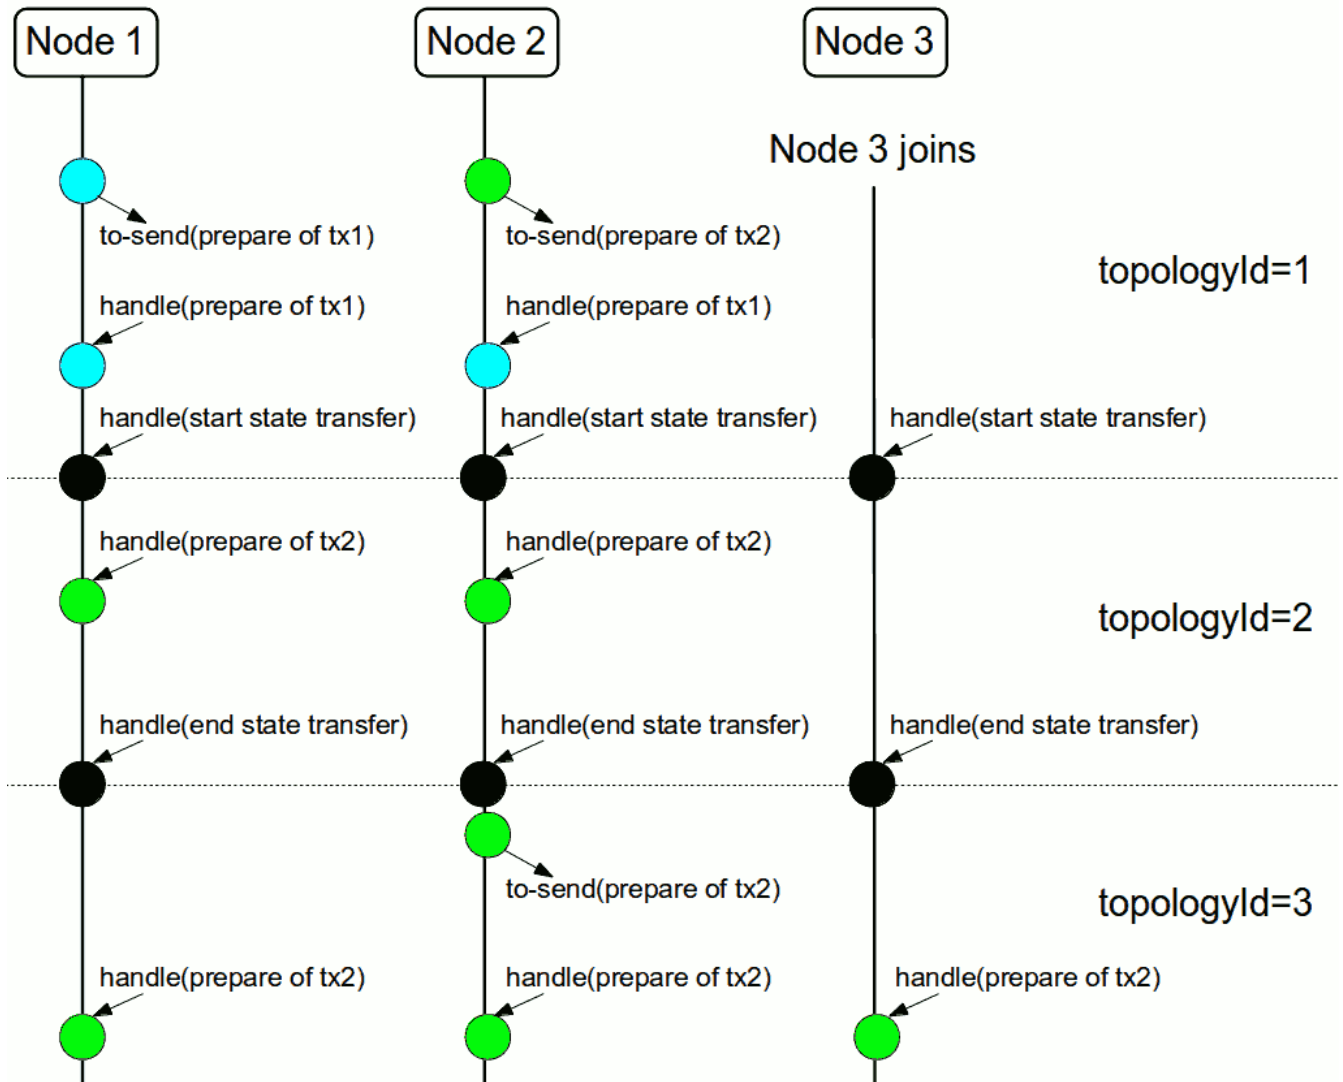 Node 1
Node 2
Node 3
Node 3 joins
to-send(prepare of tx1)
to-send(prepare of tx2)
topologyId=1
handle(prepare of tx1)
handle(prepare of tx1)
handle(start state transfer)
handle(start state transfer)
handle(start state transfer)
handle(prepare of tx2)
handle(prepare of tx2)
topologyId=2
handle(end state transfer)
handle(end state transfer)
handle(end state transfer)
to-send(prepare of tx2)
topologyId=3
handle(prepare of tx2)
handle(prepare of tx2)
handle(prepare of tx2)